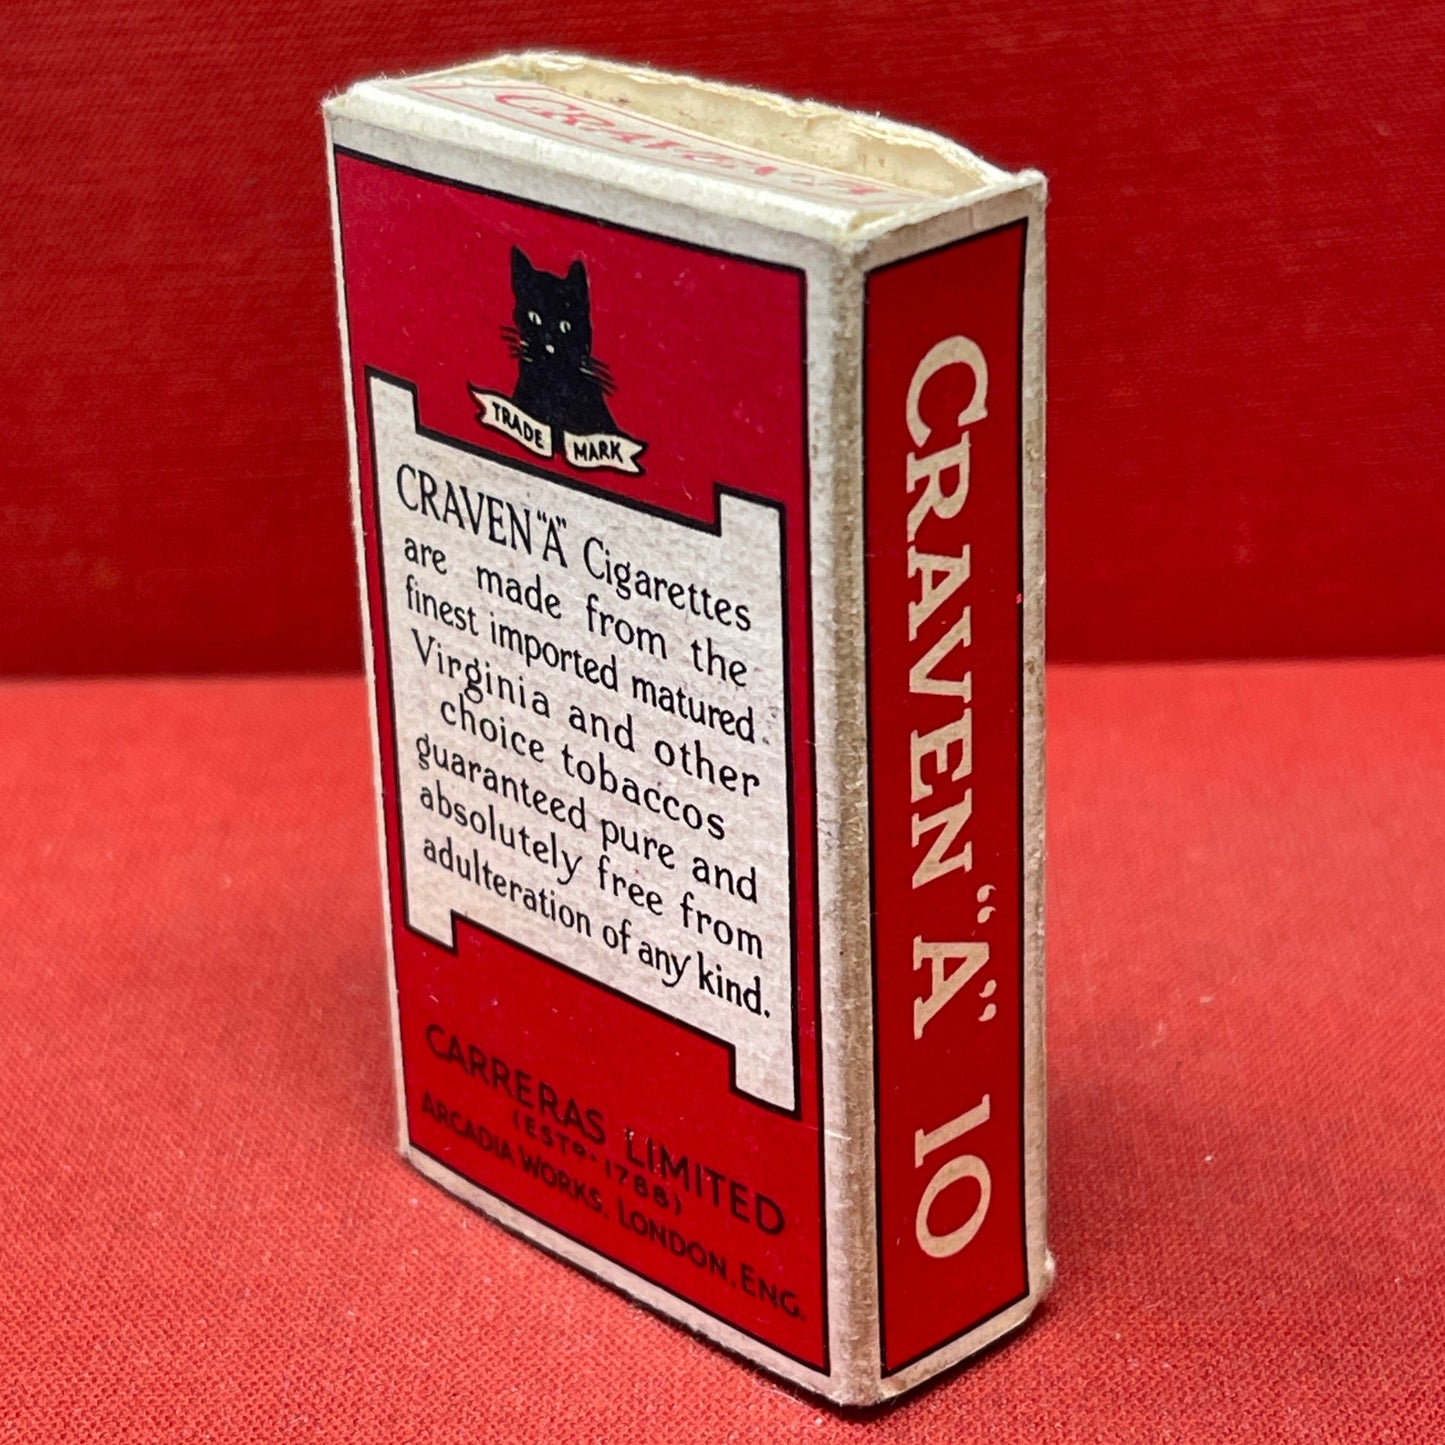 CRAVEN "A"
TRADE MARK
CRAVEN "A" Cigarettes
are made from the
finest imported matured
Virginia and other
choice tobaccos
guaranteed pure and
absolutely free from
adulteration of any kind.
CARRERAS LIMITED
(ESTD. 1788)
ARCADIA WORKS, LONDON, ENG.
CRAVEN "A" 10